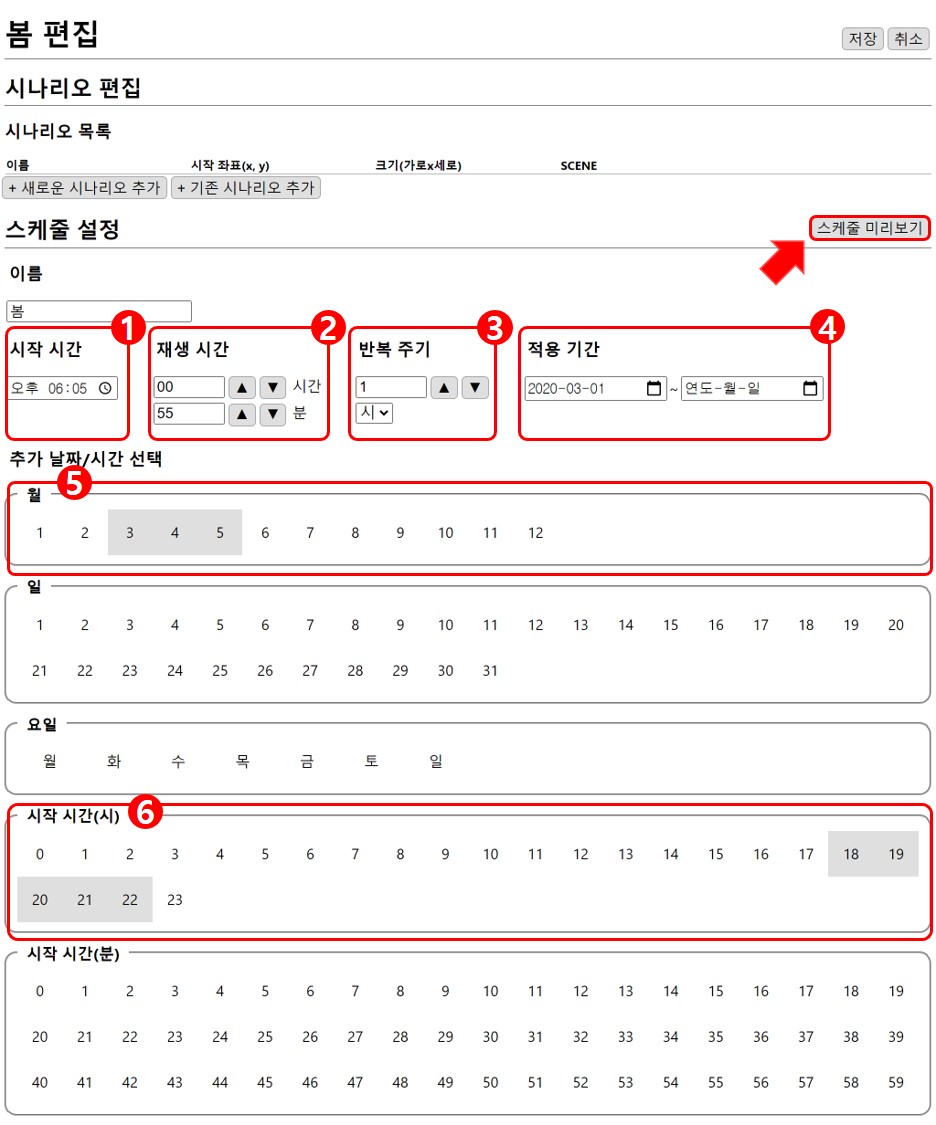 봄 편집
저장 취소
시나리오 편집
시나리오 목록
이름 시작 좌표(x, y) 크기(가로x세로) SCENE
+ 새로운 시나리오 추가 + 기존 시나리오 추가
스케줄 설정 스케줄 미리보기
이름
봄
1 2 3 4
시작 시간 재생 시간 반복 주기 적용 기간
오후 06:05 00 ▲ ▼ 시간 1 ▲ ▼ 2020-03-01 ~ 연도-월-일
55 ▲ ▼ 분 시
추가 날짜/시간 선택
5
월
1 2 3 4 5 6 7 8 9 10 11 12
일
1 2 3 4 5 6 7 8 9 10 11 12 13 14 15 16 17 18 19 20
21 22 23 24 25 26 27 28 29 30 31
요일
월 화 수 목 금 토 일
시작 시간(시) 6
0 1 2 3 4 5 6 7 8 9 10 11 12 13 14 15 16 17 18 19
20 21 22 23
시작 시간(분)
0 1 2 3 4 5 6 7 8 9 10 11 12 13 14 15 16 17 18 19
20 21 22 23 24 25 26 27 28 29 30 31 32 33 34 35 36 37 38 39
40 41 42 43 44 45 46 47 48 49 50 51 52 53 54 55 56 57 58 59